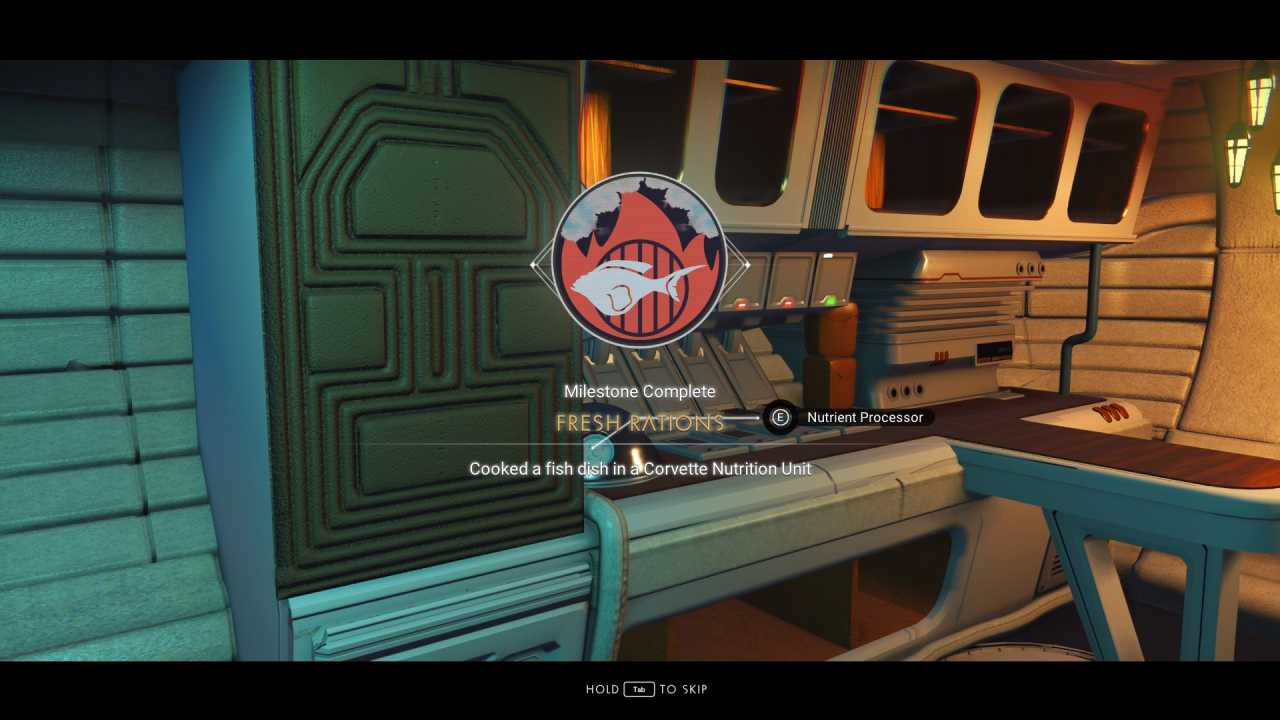 Milestone Complete
FRESH RATIONS
E Nutrient Processor
Cooked a fish dish in a Corvette Nutrition Unit
HOLD Tab TO SKIP